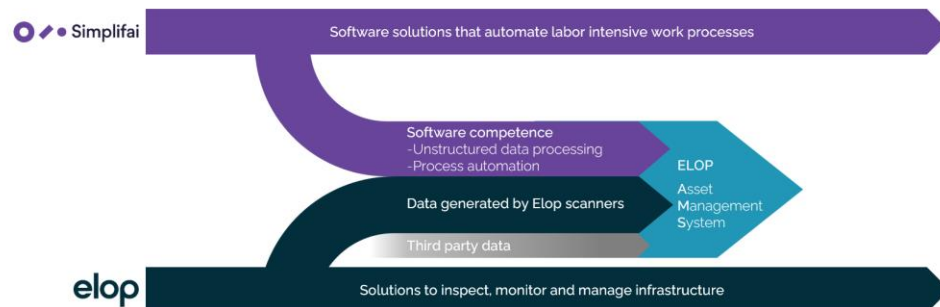 Simplifai
Software solutions that automate labor intensive work processes
Software competence
-Unstructured data processing
-Process automation
ELOP
Asset
Management
System
Data generated by Elop scanners
Third party data
elop
Solutions to inspect, monitor and manage infrastructure